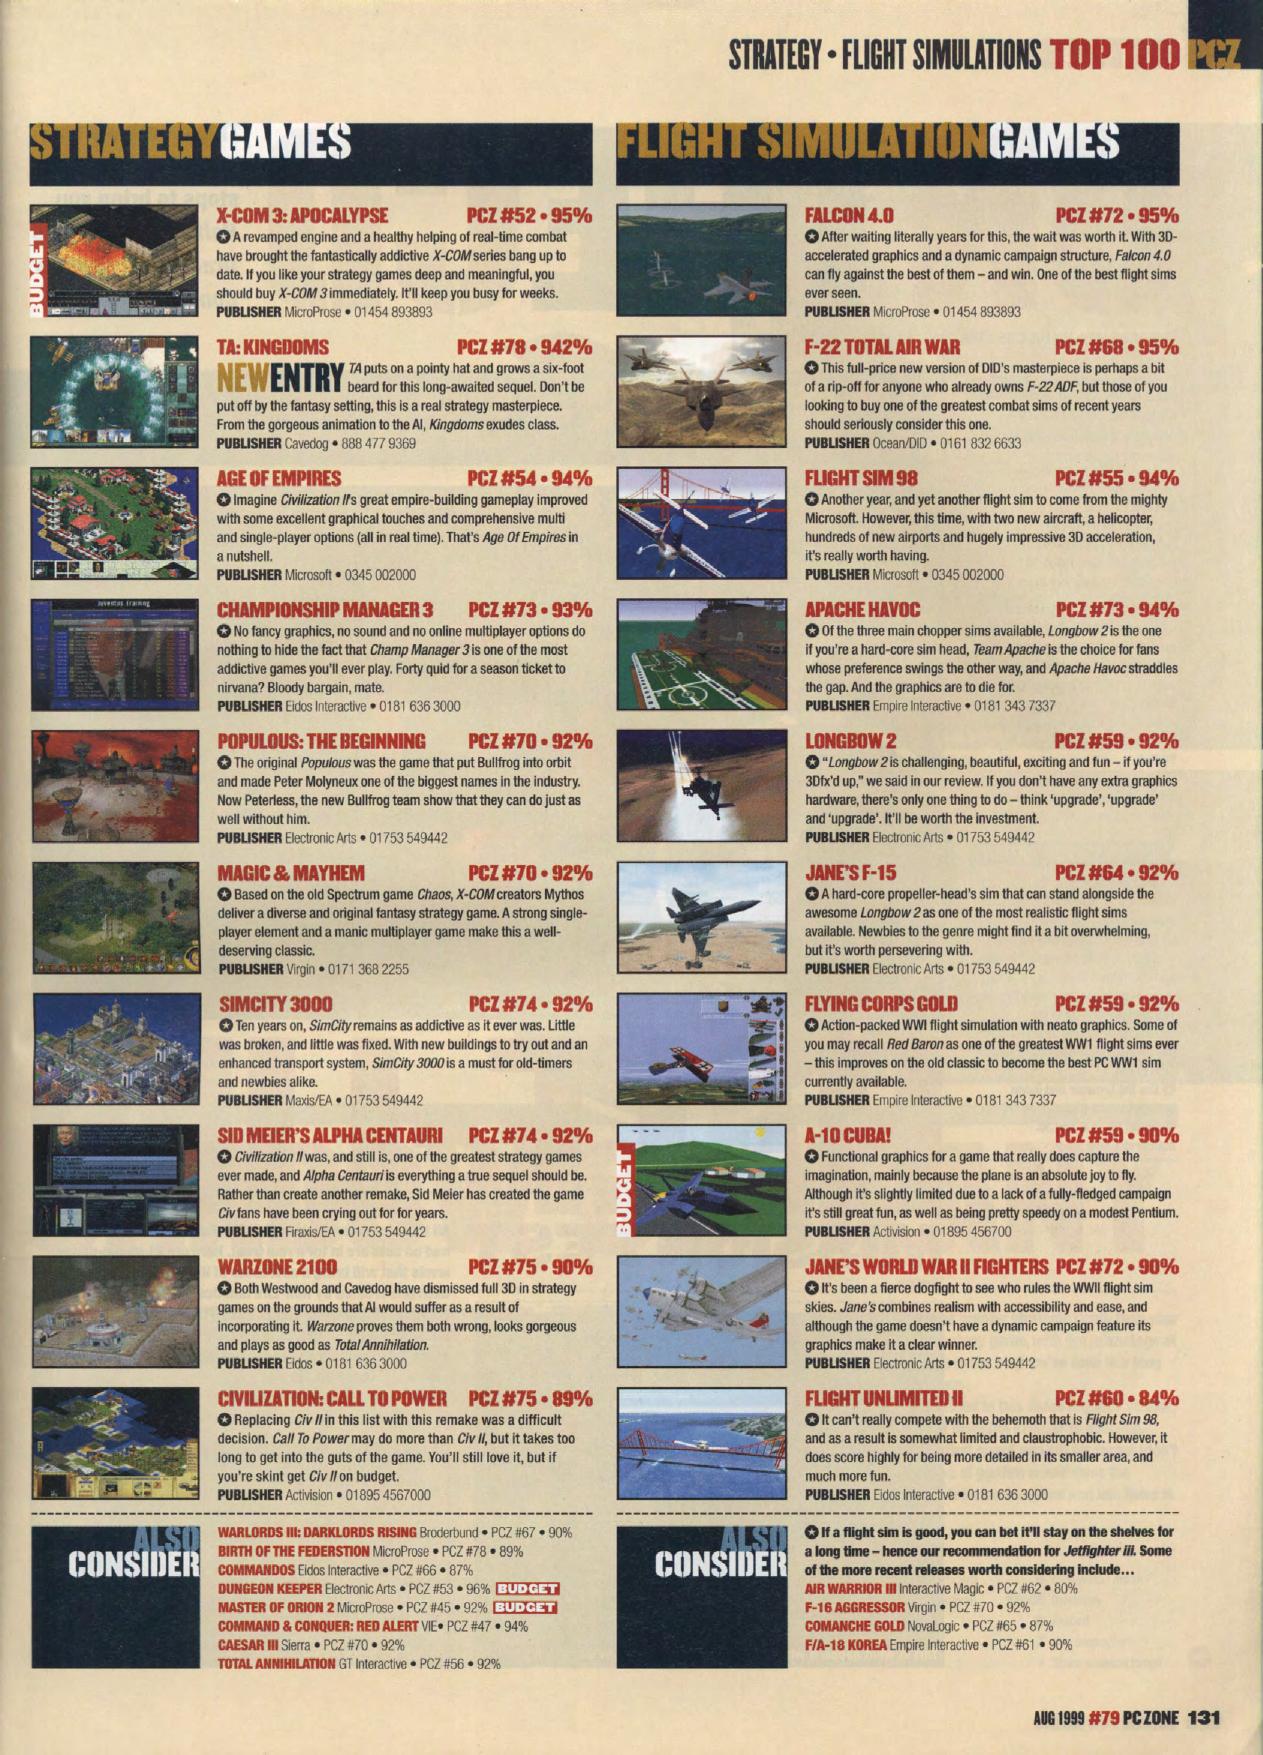 STRATEGY • FLIGHT SIMULATIONS TOP 100 PCZ
STRATEGYGAMES
BUDGET
X-COM 3: APOCALYPSE PCZ #52 • 95%
A revamped engine and a healthy helping of real-time combat
have brought the fantastically addictive X-COM series bang up to
date. If you like your strategy games deep and meaningful, you
should buy X-COM 3 immediately. It'll keep you busy for weeks.
PUBLISHER MicroProse • 01454 893893
TA: KINGDOMS PCZ #78 • 942%
NEWENTRY TA puts on a pointy hat and grows a six-foot
beard for this long-awaited sequel. Don't be
put off by the fantasy setting, this is a real strategy masterpiece.
From the gorgeous animation to the AI, Kingdoms exudes class.
PUBLISHER Cavedog • 888 477 9369
AGE OF EMPIRES PCZ #54 • 94%
Imagine Civilization II's great empire-building gameplay improved
with some excellent graphical touches and comprehensive multi
and single-player options (all in real time). That's Age Of Empires in
a nutshell.
PUBLISHER Microsoft • 0345 002000
Juventus Training
CHAMPIONSHIP MANAGER 3 PCZ #73 • 93%
No fancy graphics, no sound and no online multiplayer options do
nothing to hide the fact that Champ Manager 3 is one of the most
addictive games you'll ever play. Forty quid for a season ticket to
nirvana? Bloody bargain, mate.
PUBLISHER Eidos Interactive • 0181 636 3000
POPULOUS: THE BEGINNING PCZ #70 • 92%
The original Populous was the game that put Bullfrog into orbit
and made Peter Molyneux one of the biggest names in the industry.
Now Peterless, the new Bullfrog team show that they can do just as
well without him.
PUBLISHER Electronic Arts • 01753 549442
MAGIC & MAYHEM PCZ #70 • 92%
Based on the old Spectrum game Chaos, X-COM creators Mythos
deliver a diverse and original fantasy strategy game. A strong single-
player element and a manic multiplayer game make this a well-
deserving classic.
PUBLISHER Virgin • 0171 368 2255
SIMCITY 3000 PCZ #74 • 92%
Ten years on, SimCity remains as addictive as it ever was. Little
was broken, and little was fixed. With new buildings to try out and an
enhanced transport system, SimCity 3000 is a must for old-timers
and newbies alike.
PUBLISHER Maxis/EA • 01753 549442
SID MEIER'S ALPHA CENTAURI PCZ #74 • 92%
Civilization II was, and still is, one of the greatest strategy games
ever made, and Alpha Centauri is everything a true sequel should be.
Rather than create another remake, Sid Meier has created the game
Civ fans have been crying out for for years.
PUBLISHER Firaxis/EA • 01753 549442
WARZONE 2100 PCZ #75 • 90%
Both Westwood and Cavedog have dismissed full 3D in strategy
games on the grounds that AI would suffer as a result of
incorporating it. Warzone proves them both wrong, looks gorgeous
and plays as good as Total Annihilation.
PUBLISHER Eidos • 0181 636 3000
CIVILIZATION: CALL TO POWER PCZ #75 • 89%
Replacing Civ II in this list with this remake was a difficult
decision. Call To Power may do more than Civ II, but it takes too
long to get into the guts of the game. You'll still love it, but if
you're skint get Civ II on budget.
PUBLISHER Activision • 01895 4567000
ALSO
CONSIDER
WARLORDS III: DARKLORDS RISING Broderbund • PCZ #67 • 90%
BIRTH OF THE FEDERSTION MicroProse • PCZ #78 • 89%
COMMANDOS Eidos Interactive • PCZ #66 • 87%
DUNGEON KEEPER Electronic Arts • PCZ #53 • 96% BUDGET
MASTER OF ORION 2 MicroProse • PCZ #45 • 92% BUDGET
COMMAND & CONQUER: RED ALERT VIE• PCZ #47 • 94%
CAESAR III Sierra • PCZ #70 • 92%
TOTAL ANNIHILATION GT Interactive • PCZ #56 • 92%
FLIGHT SIMULATIONGAMES
FALCON 4.0 PCZ #72 • 95%
After waiting literally years for this, the wait was worth it. With 3D-
accelerated graphics and a dynamic campaign structure, Falcon 4.0
can fly against the best of them – and win. One of the best flight sims
ever seen.
PUBLISHER MicroProse • 01454 893893
F-22 TOTAL AIR WAR PCZ #68 • 95%
This full-price new version of DID's masterpiece is perhaps a bit
of a rip-off for anyone who already owns F-22 ADF, but those of you
looking to buy one of the greatest combat sims of recent years
should seriously consider this one.
PUBLISHER Ocean/DID • 0161 832 6633
FLIGHT SIM 98 PCZ #55 • 94%
Another year, and yet another flight sim to come from the mighty
Microsoft. However, this time, with two new aircraft, a helicopter,
hundreds of new airports and hugely impressive 3D acceleration,
it's really worth having.
PUBLISHER Microsoft • 0345 002000
APACHE HAVOC PCZ #73 • 94%
Of the three main chopper sims available, Longbow 2 is the one
if you're a hard-core sim head, Team Apache is the choice for fans
whose preference swings the other way, and Apache Havoc straddles
the gap. And the graphics are to die for.
PUBLISHER Empire Interactive • 0181 343 7337
LONGBOW 2 PCZ #59 • 92%
"Longbow 2 is challenging, beautiful, exciting and fun – if you're
3Dfx'd up," we said in our review. If you don't have any extra graphics
hardware, there's only one thing to do – think 'upgrade', 'upgrade'
and 'upgrade'. It'll be worth the investment.
PUBLISHER Electronic Arts • 01753 549442
JANE'S F-15 PCZ #64 • 92%
A hard-core propeller-head's sim that can stand alongside the
awesome Longbow 2 as one of the most realistic flight sims
available. Newbies to the genre might find it a bit overwhelming,
but it's worth persevering with.
PUBLISHER Electronic Arts • 01753 549442
FLYING CORPS GOLD PCZ #59 • 92%
Action-packed WWI flight simulation with neato graphics. Some of
you may recall Red Baron as one of the greatest WW1 flight sims ever
– this improves on the old classic to become the best PC WW1 sim
currently available.
PUBLISHER Empire Interactive • 0181 343 7337
BUDGET
A-10 CUBA! PCZ #59 • 90%
Functional graphics for a game that really does capture the
imagination, mainly because the plane is an absolute joy to fly.
Although it's slightly limited due to a lack of a fully-fledged campaign
it's still great fun, as well as being pretty speedy on a modest Pentium.
PUBLISHER Activision • 01895 456700
JANE'S WORLD WAR II FIGHTERS PCZ #72 • 90%
It's been a fierce dogfight to see who rules the WWII flight sim
skies. Jane's combines realism with accessibility and ease, and
although the game doesn't have a dynamic campaign feature its
graphics make it a clear winner.
PUBLISHER Electronic Arts • 01753 549442
FLIGHT UNLIMITED II PCZ #60 • 84%
It can't really compete with the behemoth that is Flight Sim 98,
and as a result is somewhat limited and claustrophobic. However, it
does score highly for being more detailed in its smaller area, and
much more fun.
PUBLISHER Eidos Interactive • 0181 636 3000
ALSO
CONSIDER
If a flight sim is good, you can bet it'll stay on the shelves for
a long time – hence our recommendation for Jetfighter iii. Some
of the more recent releases worth considering include...
AIR WARRIOR III Interactive Magic • PCZ #62 • 80%
F-16 AGGRESSOR Virgin • PCZ #70 • 92%
COMANCHE GOLD NovaLogic • PCZ #65 • 87%
F/A-18 KOREA Empire Interactive • PCZ #61 • 90%
AUG 1999 #79 PC ZONE 131